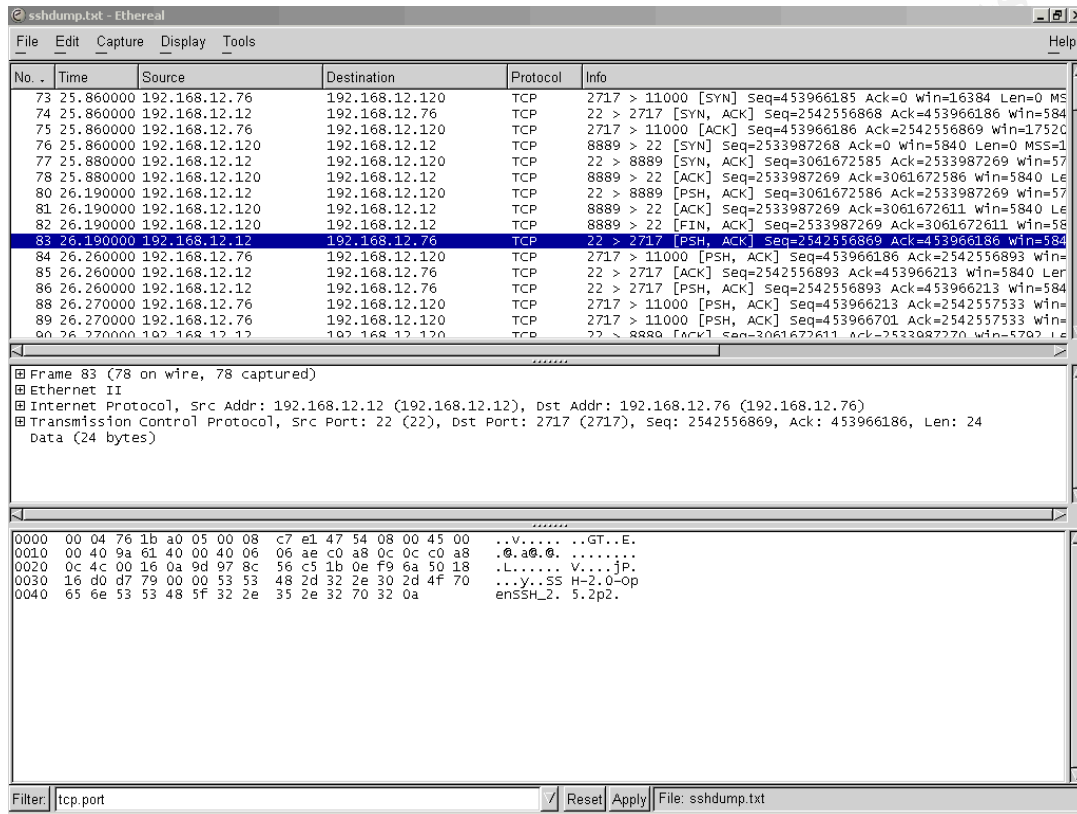 sshdump.txt - Ethereal
File Edit Capture Display Tools Help
No. . Time Source Destination Protocol Info
73 25.860000 192.168.12.76 192.168.12.120 TCP 2717 > 11000 [SYN] Seq=453966185 Ack=0 Win=16384 Len=0 MS
74 25.860000 192.168.12.12 192.168.12.76 TCP 22 > 2717 [SYN, ACK] Seq=2542556868 Ack=453966186 Win=584
75 25.860000 192.168.12.76 192.168.12.120 TCP 2717 > 11000 [ACK] Seq=453966186 Ack=2542556869 Win=17520
76 25.860000 192.168.12.120 192.168.12.12 TCP 8889 > 22 [SYN] Seq=2533987268 Ack=0 Win=5840 Len=0 MSS=1
77 25.880000 192.168.12.12 192.168.12.120 TCP 22 > 8889 [SYN, ACK] Seq=3061672585 Ack=2533987269 Win=57
78 25.880000 192.168.12.120 192.168.12.12 TCP 8889 > 22 [ACK] Seq=2533987269 Ack=3061672586 Win=5840 Le
80 26.190000 192.168.12.12 192.168.12.120 TCP 22 > 8889 [PSH, ACK] Seq=3061672586 Ack=2533987269 Win=57
81 26.190000 192.168.12.120 192.168.12.12 TCP 8889 > 22 [ACK] Seq=2533987269 Ack=3061672611 Win=5840 Le
82 26.190000 192.168.12.120 192.168.12.12 TCP 8889 > 22 [FIN, ACK] Seq=2533987269 Ack=3061672611 Win=58
83 26.190000 192.168.12.12 192.168.12.76 TCP 22 > 2717 [PSH, ACK] Seq=2542556869 Ack=453966186 Win=584
84 26.260000 192.168.12.76 192.168.12.120 TCP 2717 > 11000 [PSH, ACK] Seq=453966186 Ack=2542556893 Win=
85 26.260000 192.168.12.12 192.168.12.76 TCP 22 > 2717 [ACK] Seq=2542556893 Ack=453966213 Win=5840 Len
86 26.260000 192.168.12.12 192.168.12.76 TCP 22 > 2717 [PSH, ACK] Seq=2542556893 Ack=453966213 Win=584
88 26.270000 192.168.12.76 192.168.12.120 TCP 2717 > 11000 [PSH, ACK] Seq=453966213 Ack=2542557533 Win=
89 26.270000 192.168.12.76 192.168.12.120 TCP 2717 > 11000 [PSH, ACK] Seq=453966701 Ack=2542557533 Win=
90 26.270000 192.168.12.12 192.168.12.120 TCP 22 > 8889 [ACK] Seq=3061672611 Ack=2533987270 Win=5792 Le
Frame 83 (78 on wire, 78 captured)
Ethernet II
Internet Protocol, Src Addr: 192.168.12.12 (192.168.12.12), Dst Addr: 192.168.12.76 (192.168.12.76)
Transmission Control Protocol, Src Port: 22 (22), Dst Port: 2717 (2717), Seq: 2542556869, Ack: 453966186, Len: 24
Data (24 bytes)
0000 00 04 76 1b a0 05 00 08 c7 e1 47 54 08 00 45 00 ..v..... ..GT..E.
0010 00 40 9a 61 40 00 40 06 06 ae c0 a8 0c 0c c0 a8 .@.a@.@. ........
0020 0c 4c 00 16 0a 9d 97 8c 56 c5 1b 0e f9 6a 50 18 .L...... V....jP.
0030 16 d0 d7 79 00 00 53 53 48 2d 32 2e 30 2d 4f 70 ...y..SS H-2.0-Op
0040 65 6e 53 53 48 5f 32 2e 35 2e 32 70 32 0a enSSH_2. 5.2p2.
Filter: tcp.port Reset Apply File: sshdump.txt